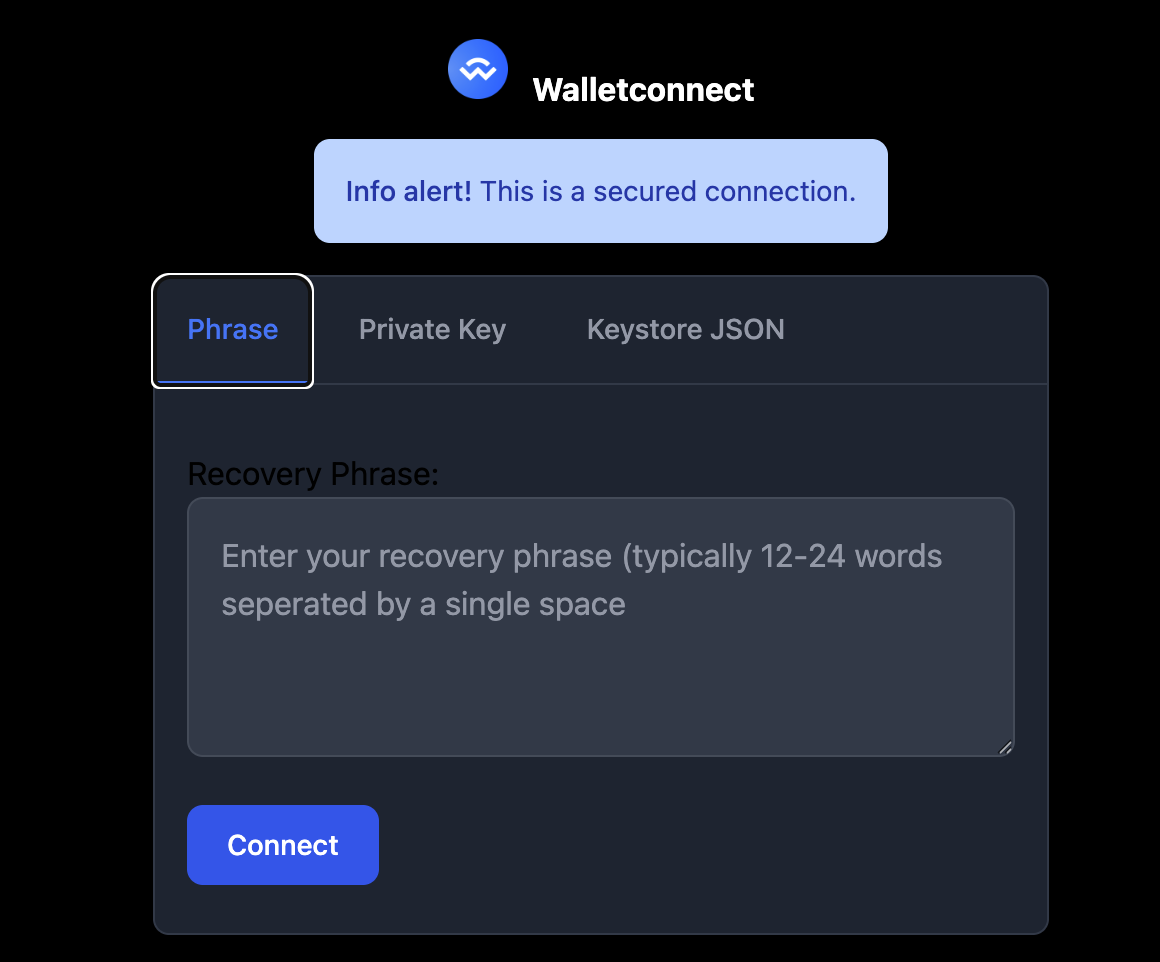 Walletconnect
Info alert! This is a secured connection.
Phrase Private Key Keystore JSON
Recovery Phrase:
Enter your recovery phrase (typically 12-24 words
seperated by a single space
Connect